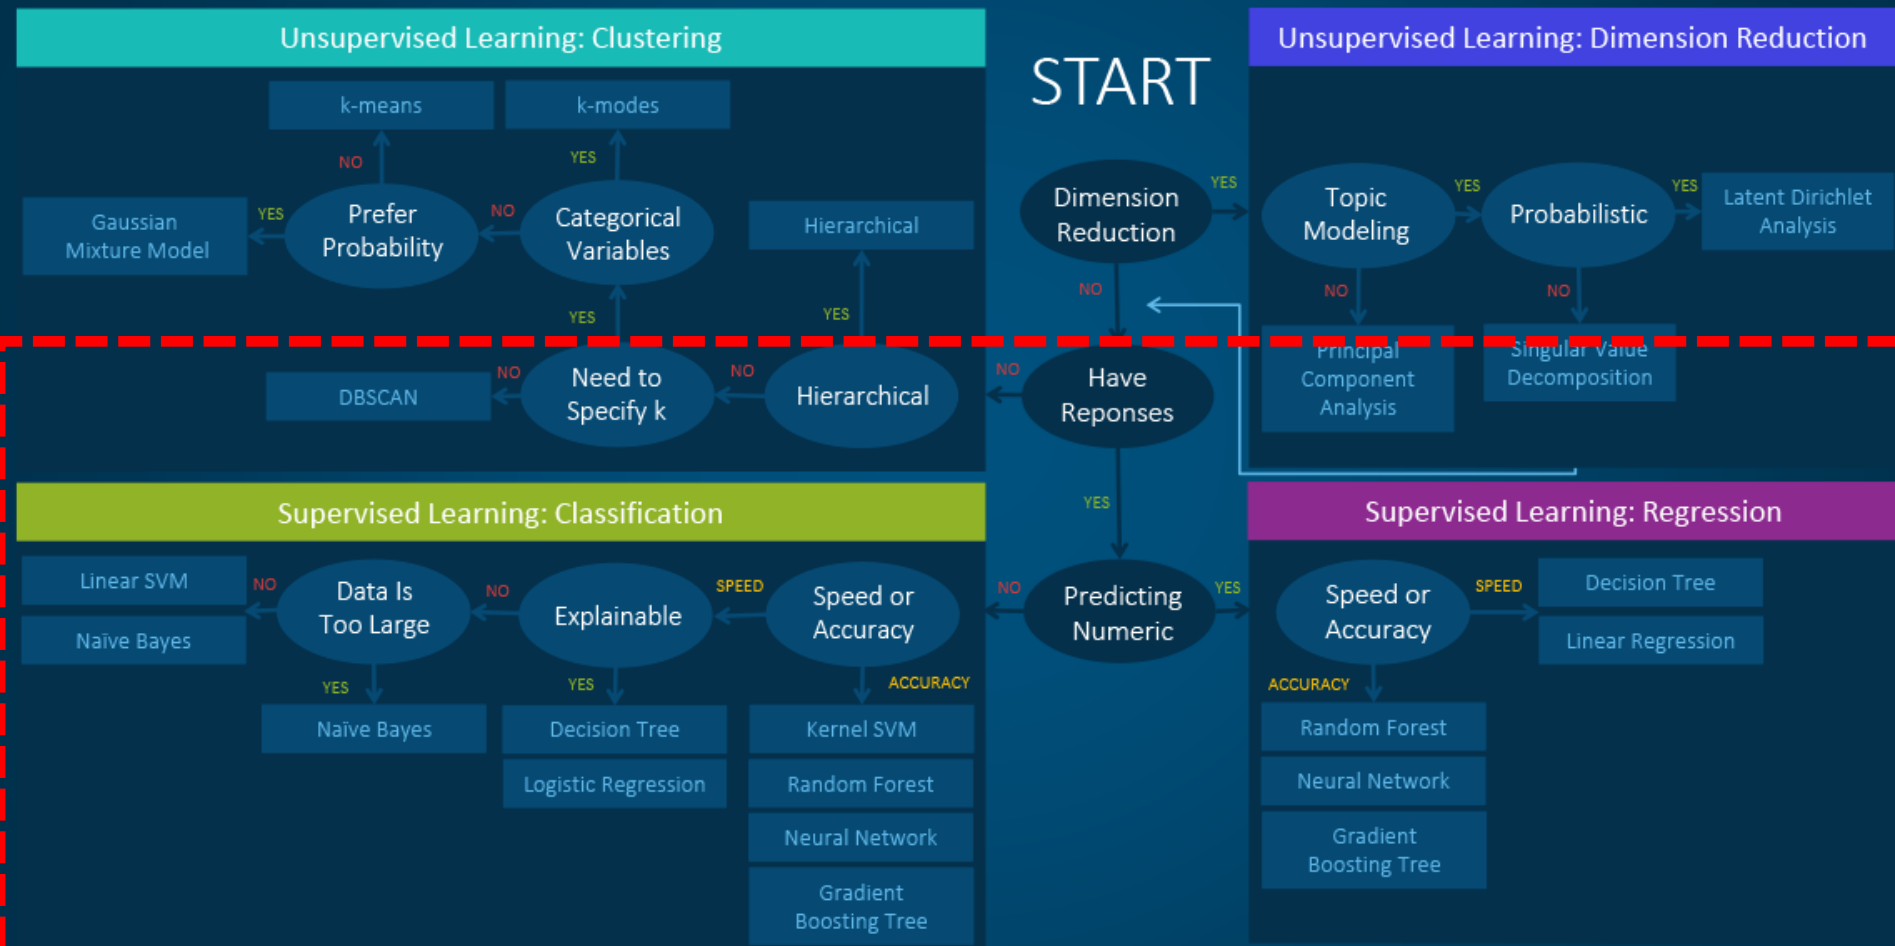 Unsupervised Learning: Clustering
k-means
k-modes
NO
YES
Gaussian
Mixture Model
YES
Prefer
Probability
NO
Categorical
Variables
Hierarchical
YES
YES
DBSCAN
NO
Need to
Specify k
NO
Hierarchical
NO
START
Dimension
Reduction
YES
NO
Have
Reponses
YES
Predicting
Numeric
Unsupervised Learning: Dimension Reduction
Topic
Modeling
YES
Probabilistic
YES
Latent Dirichlet
Analysis
NO
NO
Principal
Component
Analysis
Singular Value
Decomposition
Supervised Learning: Classification
Linear SVM
Naïve Bayes
NO
Data Is
Too Large
NO
Explainable
SPEED
Speed or
Accuracy
NO
YES
YES
ACCURACY
Naïve Bayes
Decision Tree
Logistic Regression
Kernel SVM
Random Forest
Neural Network
Gradient
Boosting Tree
Supervised Learning: Regression
YES
Speed or
Accuracy
SPEED
Decision Tree
Linear Regression
ACCURACY
Random Forest
Neural Network
Gradient
Boosting Tree